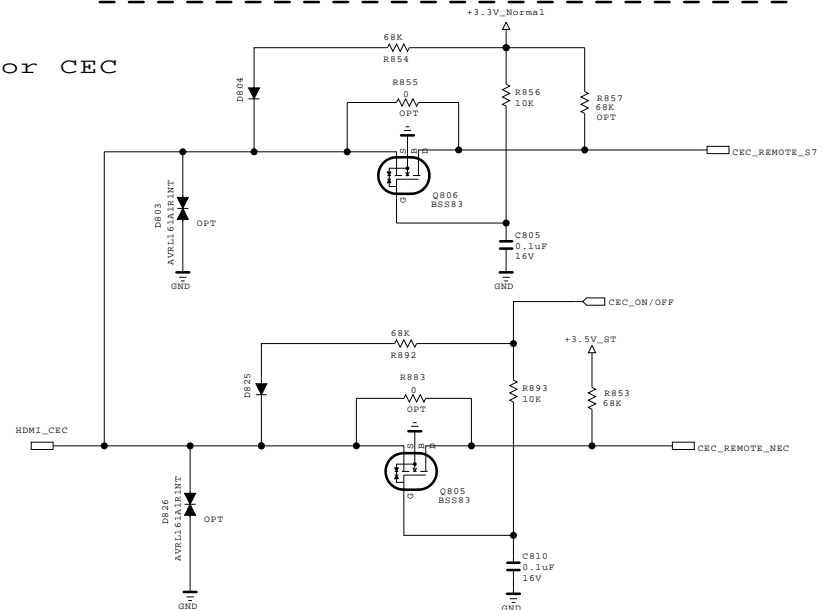 +3.3V_Normal
or CEC
68K
R854
D804
R855
0
OPT
R856
10K
R857
68K
OPT
S
B
D
CEC_REMOTE_S7
G
Q806
BSS83
D803
AVRL161A1R1NT
OPT
C805
0.1uF
16V
GND
GND
CEC_ON/OFF
68K
R892
+3.5V_ST
D825
R883
0
OPT
R893
10K
R853
68K
HDMI_CEC
S
B
D
CEC_REMOTE_NEC
G
Q805
BSS83
D826
AVRL161A1R1NT
OPT
C810
0.1uF
16V
GND
GND